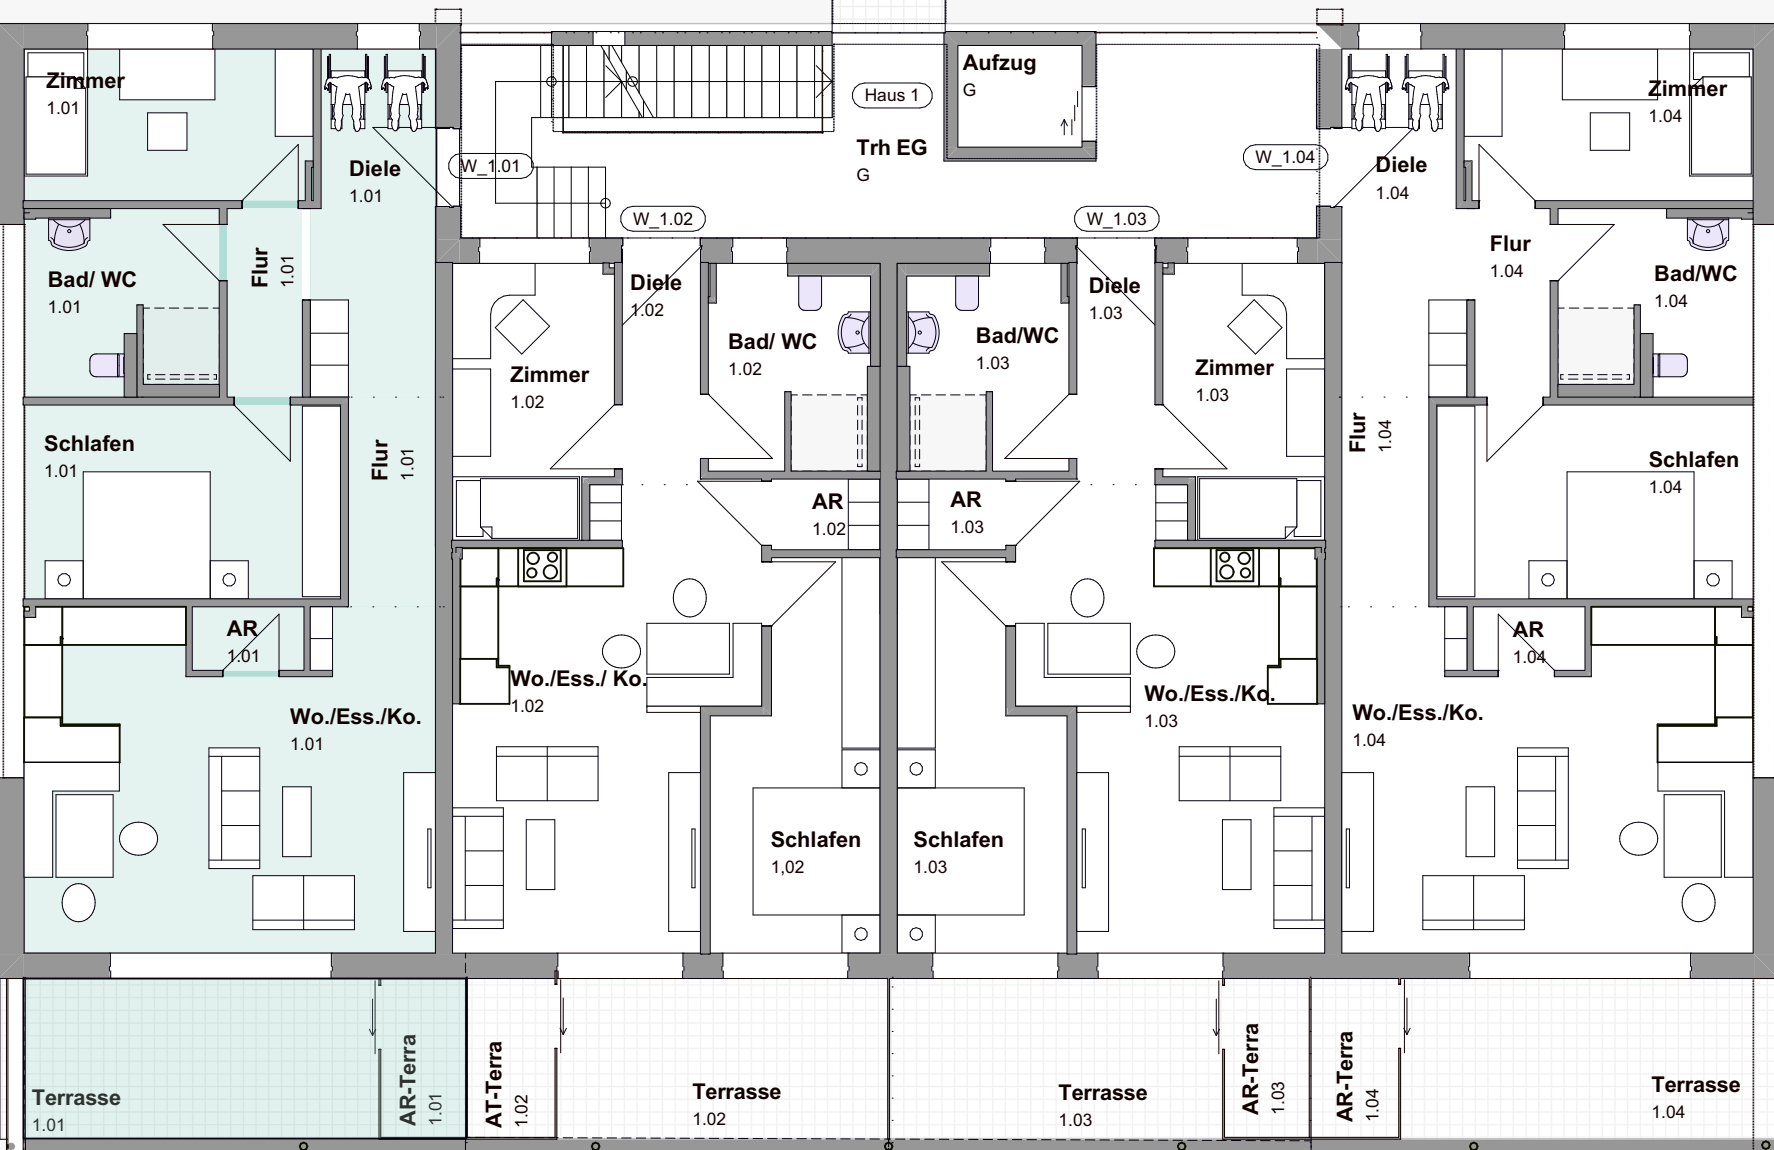 Zimmer
1.01
Diele
1.01
W_1.01
Haus 1
Aufzug
G
Trh EG
G
W_1.02
W_1.03
W_1.04
Diele
1.04
Zimmer
1.04
Bad/ WC
1.01
Flur
1.01
Diele
1.02
Bad/ WC
1.02
Bad/WC
1.03
Diele
1.03
Flur
1.04
Bad/WC
1.04
Zimmer
1.02
Zimmer
1.03
Schlafen
1.01
Flur
1.01
AR
1.02
AR
1.03
Flur
1.04
Schlafen
1.04
AR
1.01
Wo./Ess./Ko.
1.01
Wo./Ess./ Ko.
1.02
Wo./Ess./Ko.
1.03
AR
1.04
Wo./Ess./Ko.
1.04
Schlafen
1,02
Schlafen
1.03
Terrasse
1.01
AR-Terra
1.01
AT-Terra
1.02
Terrasse
1.02
Terrasse
1.03
AR-Terra
1.03
AR-Terra
1.04
Terrasse
1.04